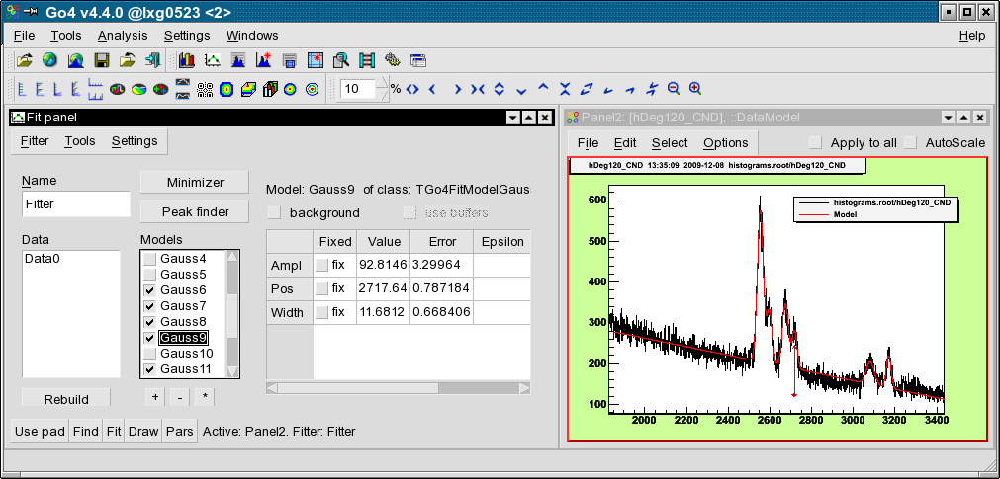 Go4 v4.4.0 @lxg0523 <2>
File Tools Analysis Settings Windows Help
10 %
Fit panel
Fitter Tools Settings
Name
Fitter
Minimizer
Peak finder
Data
Data0
Models
Gauss4
Gauss5
Gauss6
Gauss7
Gauss8
Gauss9
Gauss10
Gauss11
Rebuild
+ - *
Model: Gauss9 of class: TGo4FitModelGaus
background use buffers
Fixed Value Error Epsilon
Ampl fix 92.8146 3.29964
Pos fix 2717.64 0.787184
Width fix 11.6812 0.668406
Use pad Find Fit Draw Pars Active: Panel2. Fitter: Fitter
Panel2: [hDeg120_CND], ::DataModel
File Edit Select Options Apply to all AutoScale
hDeg120_CND 13:35:09 2009-12-08 histograms.root/hDeg120_CND
histograms.root/hDeg120_CND
Model
600
500
400
300
200
100
2000 2200 2400 2600 2800 3000 3200 3400